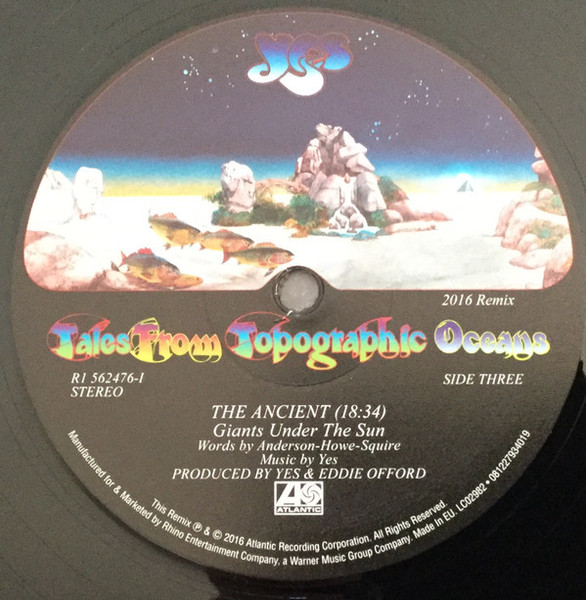 yes
2016 Remix
Tales From Topographic Oceans
R1 562476-1
STEREO
SIDE THREE
THE ANCIENT (18:34)
Giants Under The Sun
Words by Anderson-Howe-Squire
Music by Yes
PRODUCED BY YES & EDDIE OFFORD
ATLANTIC
This Remix ℗ & © 2016 Atlantic Recording Corporation. All Rights Reserved.
Manufactured for & Marketed by Rhino Entertainment Company, a Warner Music Group Company. Made in EU. LC02982 • 081227934019